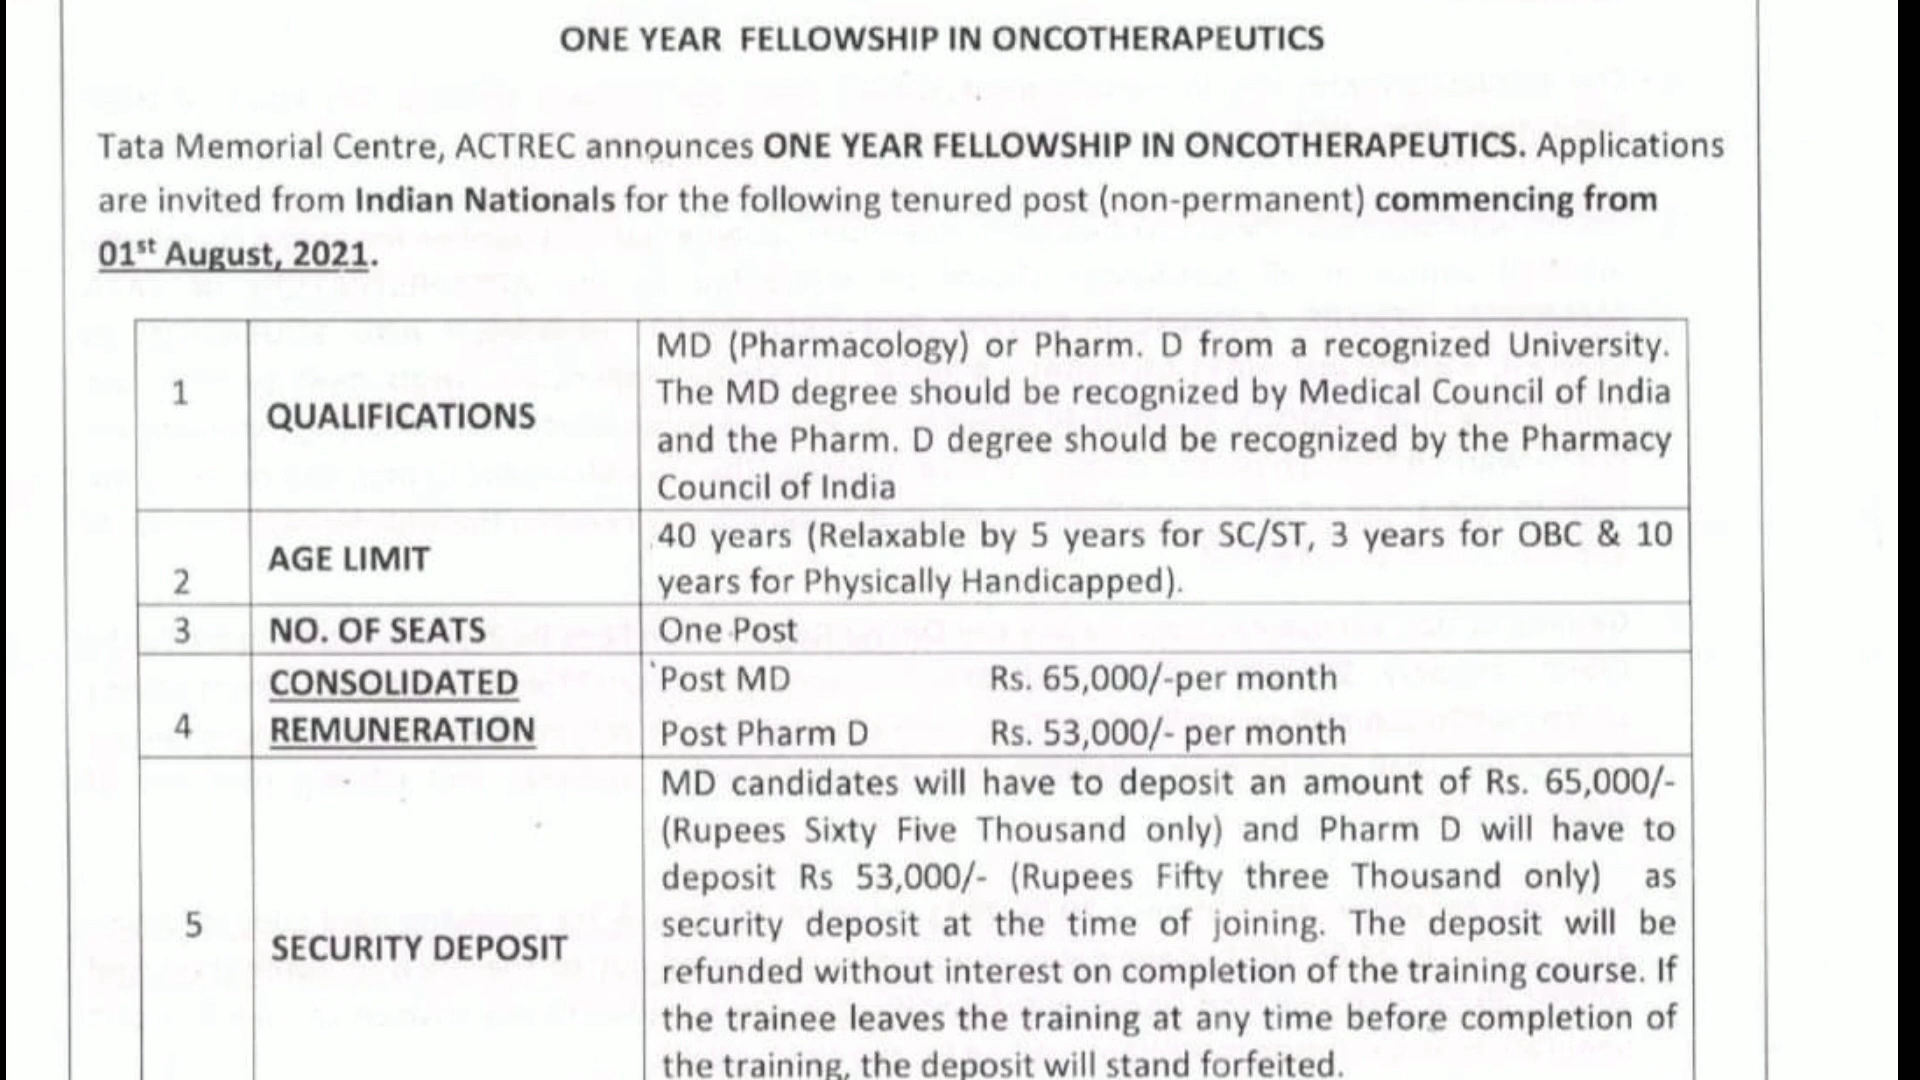 ONE YEAR FELLOWSHIP IN ONCOTHERAPEUTICS
Tata Memorial Centre, ACTREC announces ONE YEAR FELLOWSHIP IN ONCOTHERAPEUTICS. Applications
are invited from Indian Nationals for the following tenured post (non-permanent) commencing from
01st August, 2021.
1
QUALIFICATIONS
MD (Pharmacology) or Pharm. D from a recognized University.
The MD degree should be recognized by Medical Council of India
and the Pharm. D degree should be recognized by the Pharmacy
Council of India
2
AGE LIMIT
40 years (Relaxable by 5 years for SC/ST, 3 years for OBC & 10
years for Physically Handicapped).
3 NO. OF SEATS One Post
4
CONSOLIDATED
REMUNERATION
Post MD Rs. 65,000/-per month
Post Pharm D Rs. 53,000/- per month
5
SECURITY DEPOSIT
MD candidates will have to deposit an amount of Rs. 65,000/-
(Rupees Sixty Five Thousand only) and Pharm D will have to
deposit Rs 53,000/- (Rupees Fifty three Thousand only) as
security deposit at the time of joining. The deposit will be
refunded without interest on completion of the training course. If
the trainee leaves the training at any time before completion of
the training, the deposit will stand forfeited.